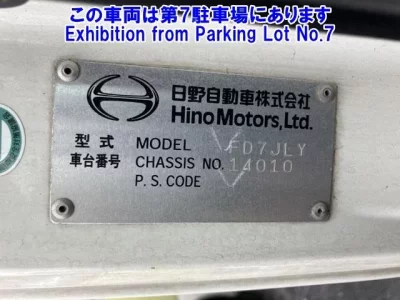 この車両は第7駐車場にあります
Exhibition from Parking Lot No.7
日野自動車株式会社
Hino Motors, Ltd.
型式 MODEL FD7JLY
車台番号 CHASSIS NO. 14010
P. S. CODE